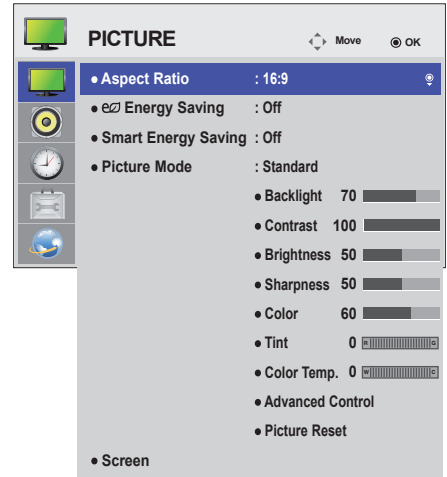 PICTURE Move OK
• Aspect Ratio : 16:9
• Energy Saving : Off
• Smart Energy Saving : Off
• Picture Mode : Standard
• Backlight 70
• Contrast 100
• Brightness 50
• Sharpness 50
• Color 60
• Tint 0 R G
• Color Temp. 0 W C
• Advanced Control
• Picture Reset
• Screen